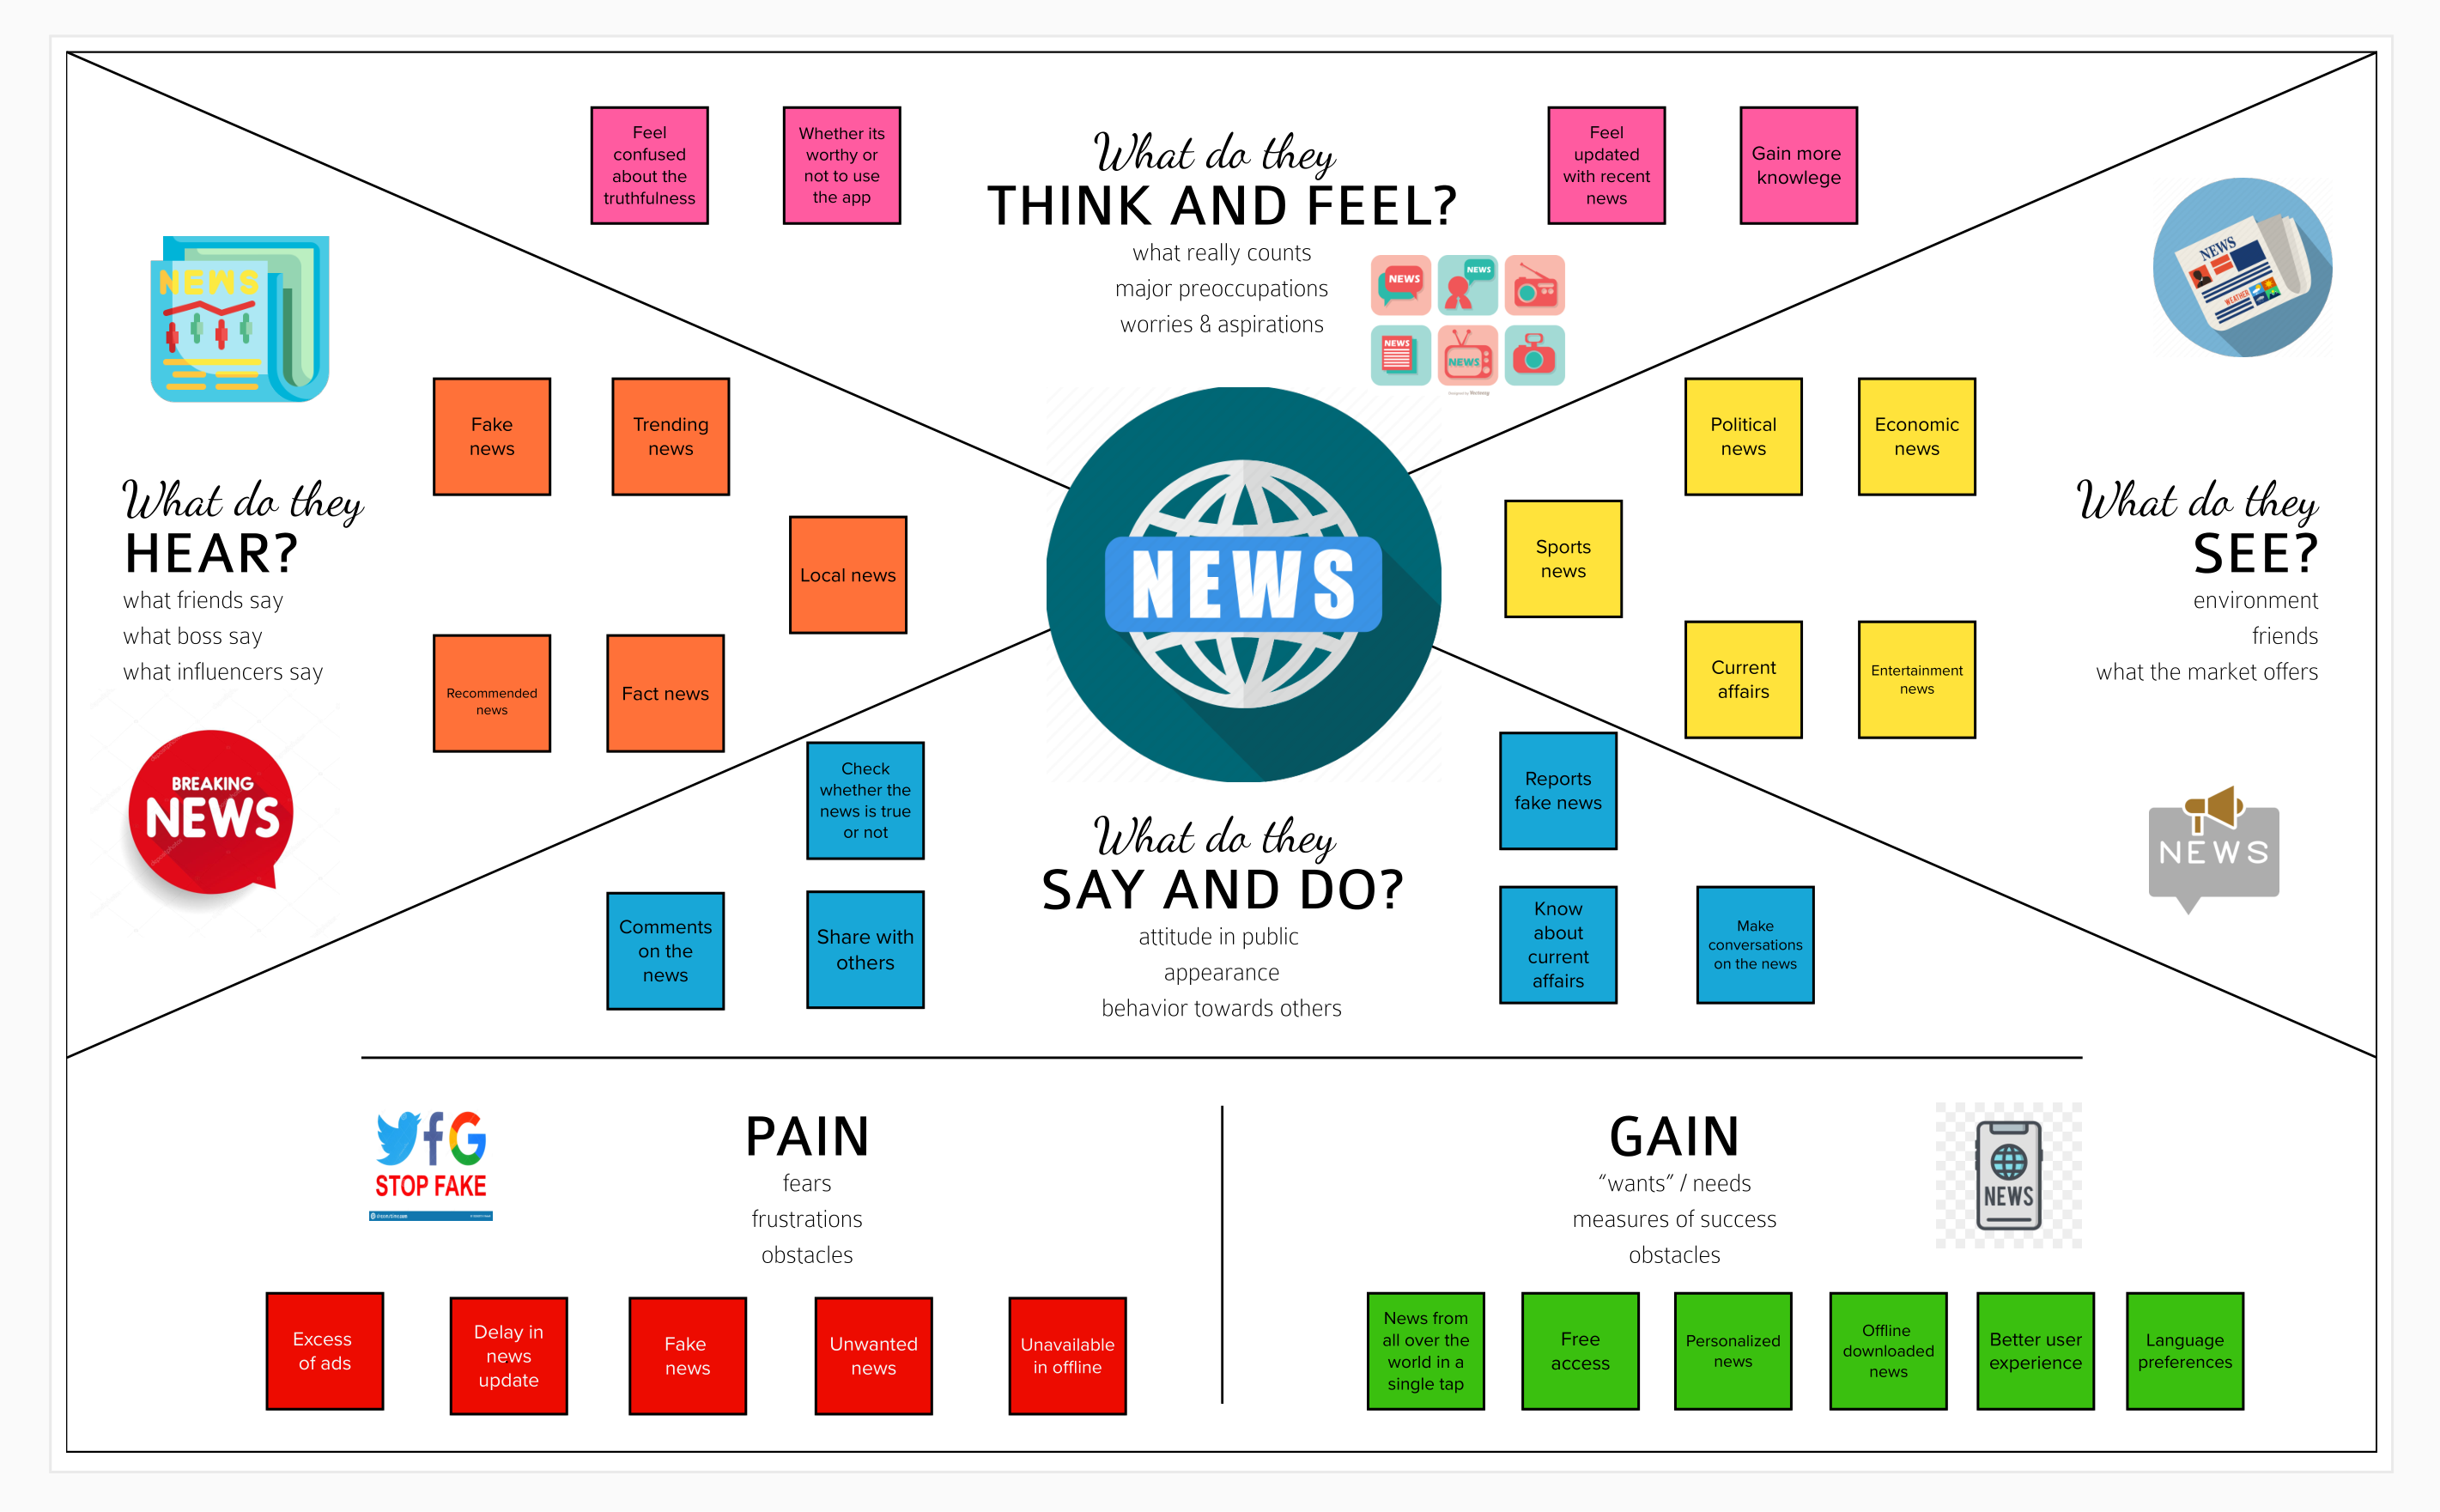 Feel
confused
about the
truthfulness
Whether its
worthy or
not to use
the app
What do they
THINK AND FEEL?
what really counts
major preoccupations
worries & aspirations
Feel
updated
with recent
news
Gain more
knowlege
NEWS
NEWS
NEWS
NEWS
NEWS
NEWS
WEATHER
What do they
HEAR?
what friends say
what boss say
what influencers say
Fake
news
Trending
news
Local news
Recommended
news
Fact news
BREAKING
NEWS
NEWS
Political
news
Economic
news
Sports
news
Current
affairs
Entertainment
news
What do they
SEE?
environment
friends
what the market offers
NEWS
Check
whether the
news is true
or not
Comments
on the
news
Share with
others
What do they
SAY AND DO?
attitude in public
appearance
behavior towards others
Reports
fake news
Know
about
current
affairs
Make
conversations
on the news
STOP FAKE
PAIN
fears
frustrations
obstacles
Excess
of ads
Delay in
news
update
Fake
news
Unwanted
news
Unavailable
in offline
GAIN
“wants” / needs
measures of success
obstacles
NEWS
News from
all over the
world in a
single tap
Free
access
Personalized
news
Offline
downloaded
news
Better user
experience
Language
preferences